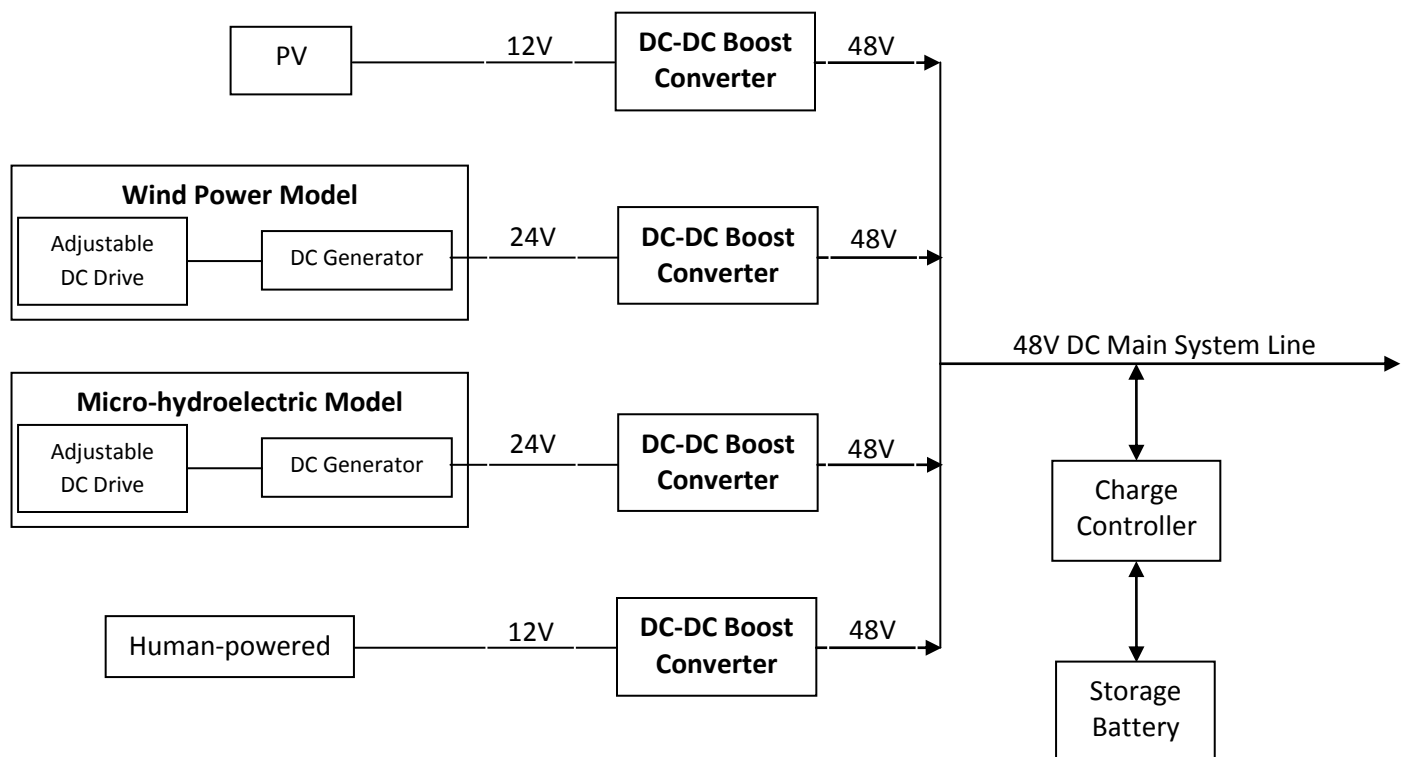 PV
12V
DC-DC Boost
Converter
48V
Wind Power Model
Adjustable
DC Drive
DC Generator
24V
DC-DC Boost
Converter
48V
48V DC Main System Line
Micro-hydroelectric Model
Adjustable
DC Drive
DC Generator
24V
DC-DC Boost
Converter
48V
Charge
Controller
Human-powered
12V
DC-DC Boost
Converter
48V
Storage
Battery